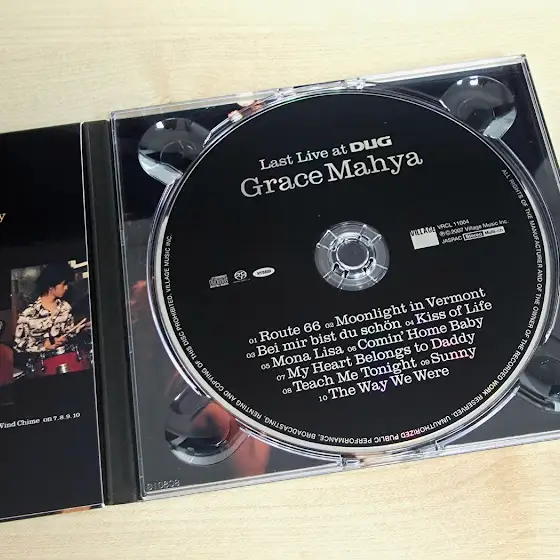 y
Wind Chime on 7.8.9.10
Last Live at DUG
Grace Mahya
VILLAGE
VRCL 11004
℗©2007 Village Music Inc.
JASRAC Stereo Multi-ch
01 Route 66 02 Moonlight in Vermont
03 Bei mir bist du schön 04 Kiss of Life
05 Mona Lisa 06 Comin' Home Baby
07 My Heart Belongs to Daddy
08 Teach Me Tonight 09 Sunny
10 The Way We Were
ALL RIGHTS OF THE MANUFACTURER AND OF THE OWNER OF THE RECORDED WORK RESERVED. UNAUTHORIZED PUBLIC PERFORMANCE, BROADCASTING, RENTING AND COPYING OF THIS DISC PROHIBITED. VILLAGE MUSIC INC.